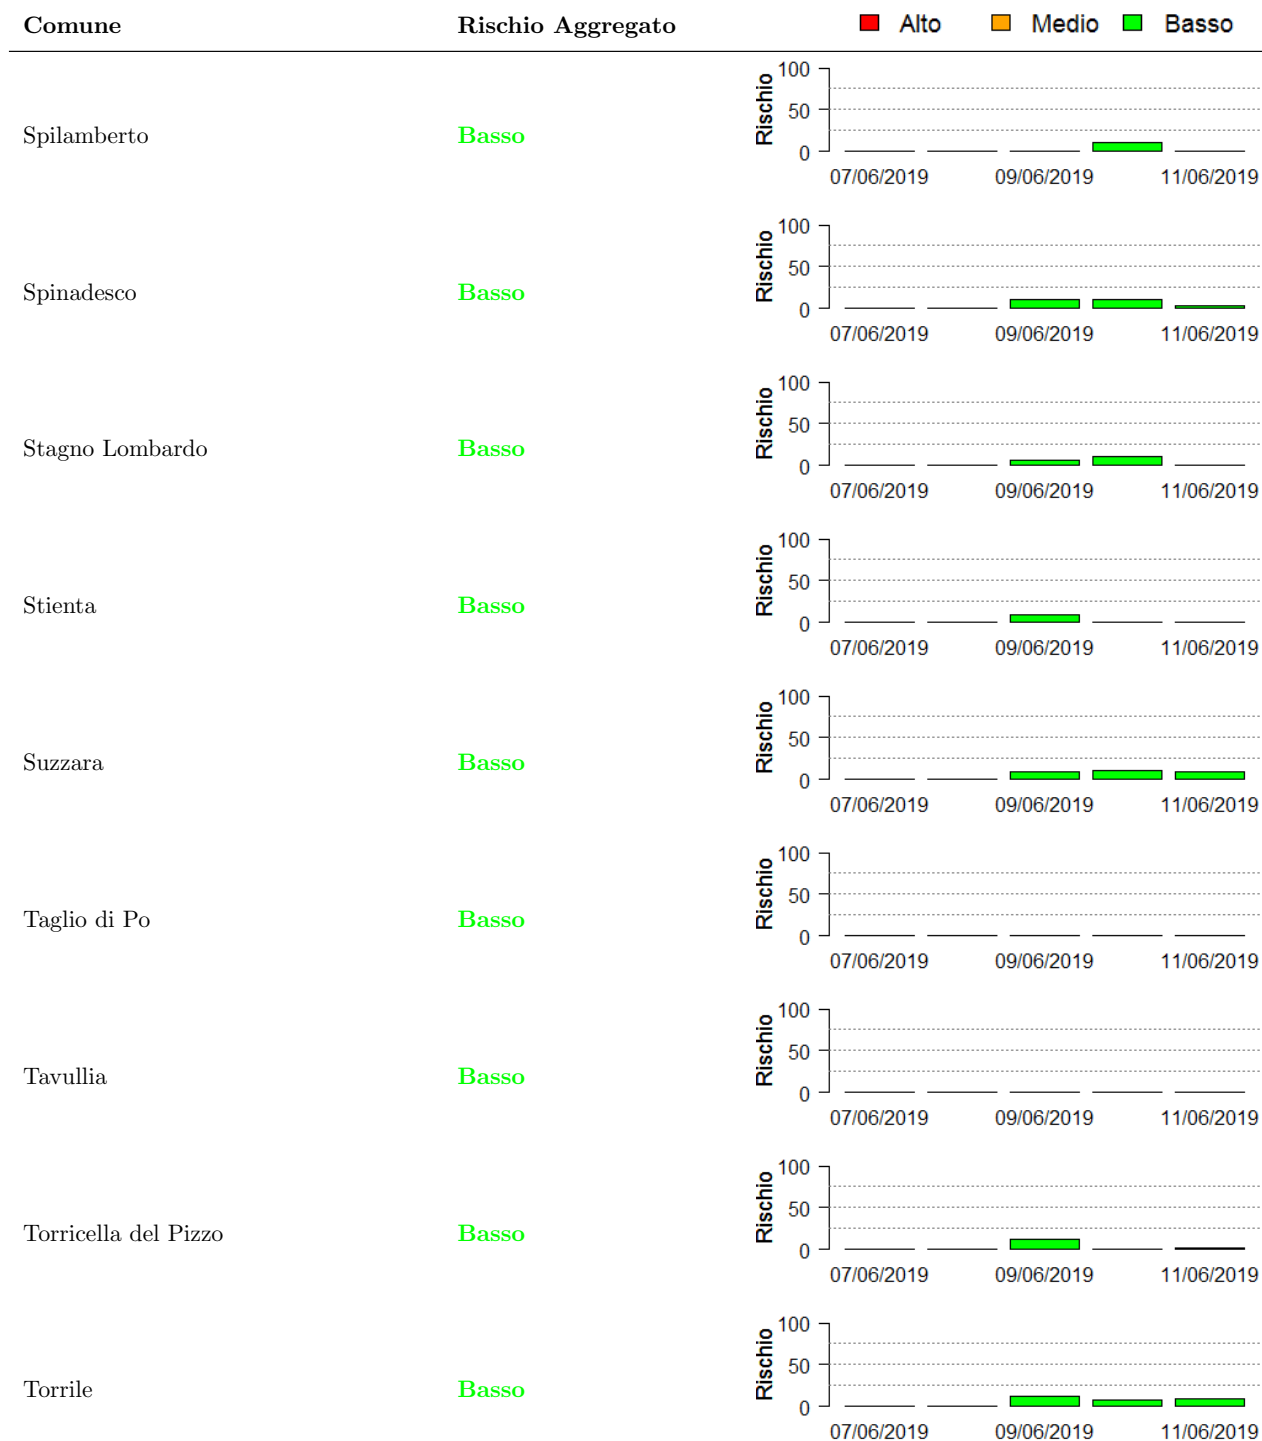 Comune Rischio Aggregato Alto Medio Basso
100
50
0
Rischio
Spilamberto Basso
07/06/2019 09/06/2019 11/06/2019
100
50
0
Rischio
Spinadesco Basso
07/06/2019 09/06/2019 11/06/2019
100
50
0
Rischio
Stagno Lombardo Basso
07/06/2019 09/06/2019 11/06/2019
100
50
0
Rischio
Stienta Basso
07/06/2019 09/06/2019 11/06/2019
100
50
0
Rischio
Suzzara Basso
07/06/2019 09/06/2019 11/06/2019
100
50
0
Rischio
Taglio di Po Basso
07/06/2019 09/06/2019 11/06/2019
100
50
0
Rischio
Tavullia Basso
07/06/2019 09/06/2019 11/06/2019
100
50
0
Rischio
Torricella del Pizzo Basso
07/06/2019 09/06/2019 11/06/2019
100
50
0
Rischio
Torrile Basso
07/06/2019 09/06/2019 11/06/2019